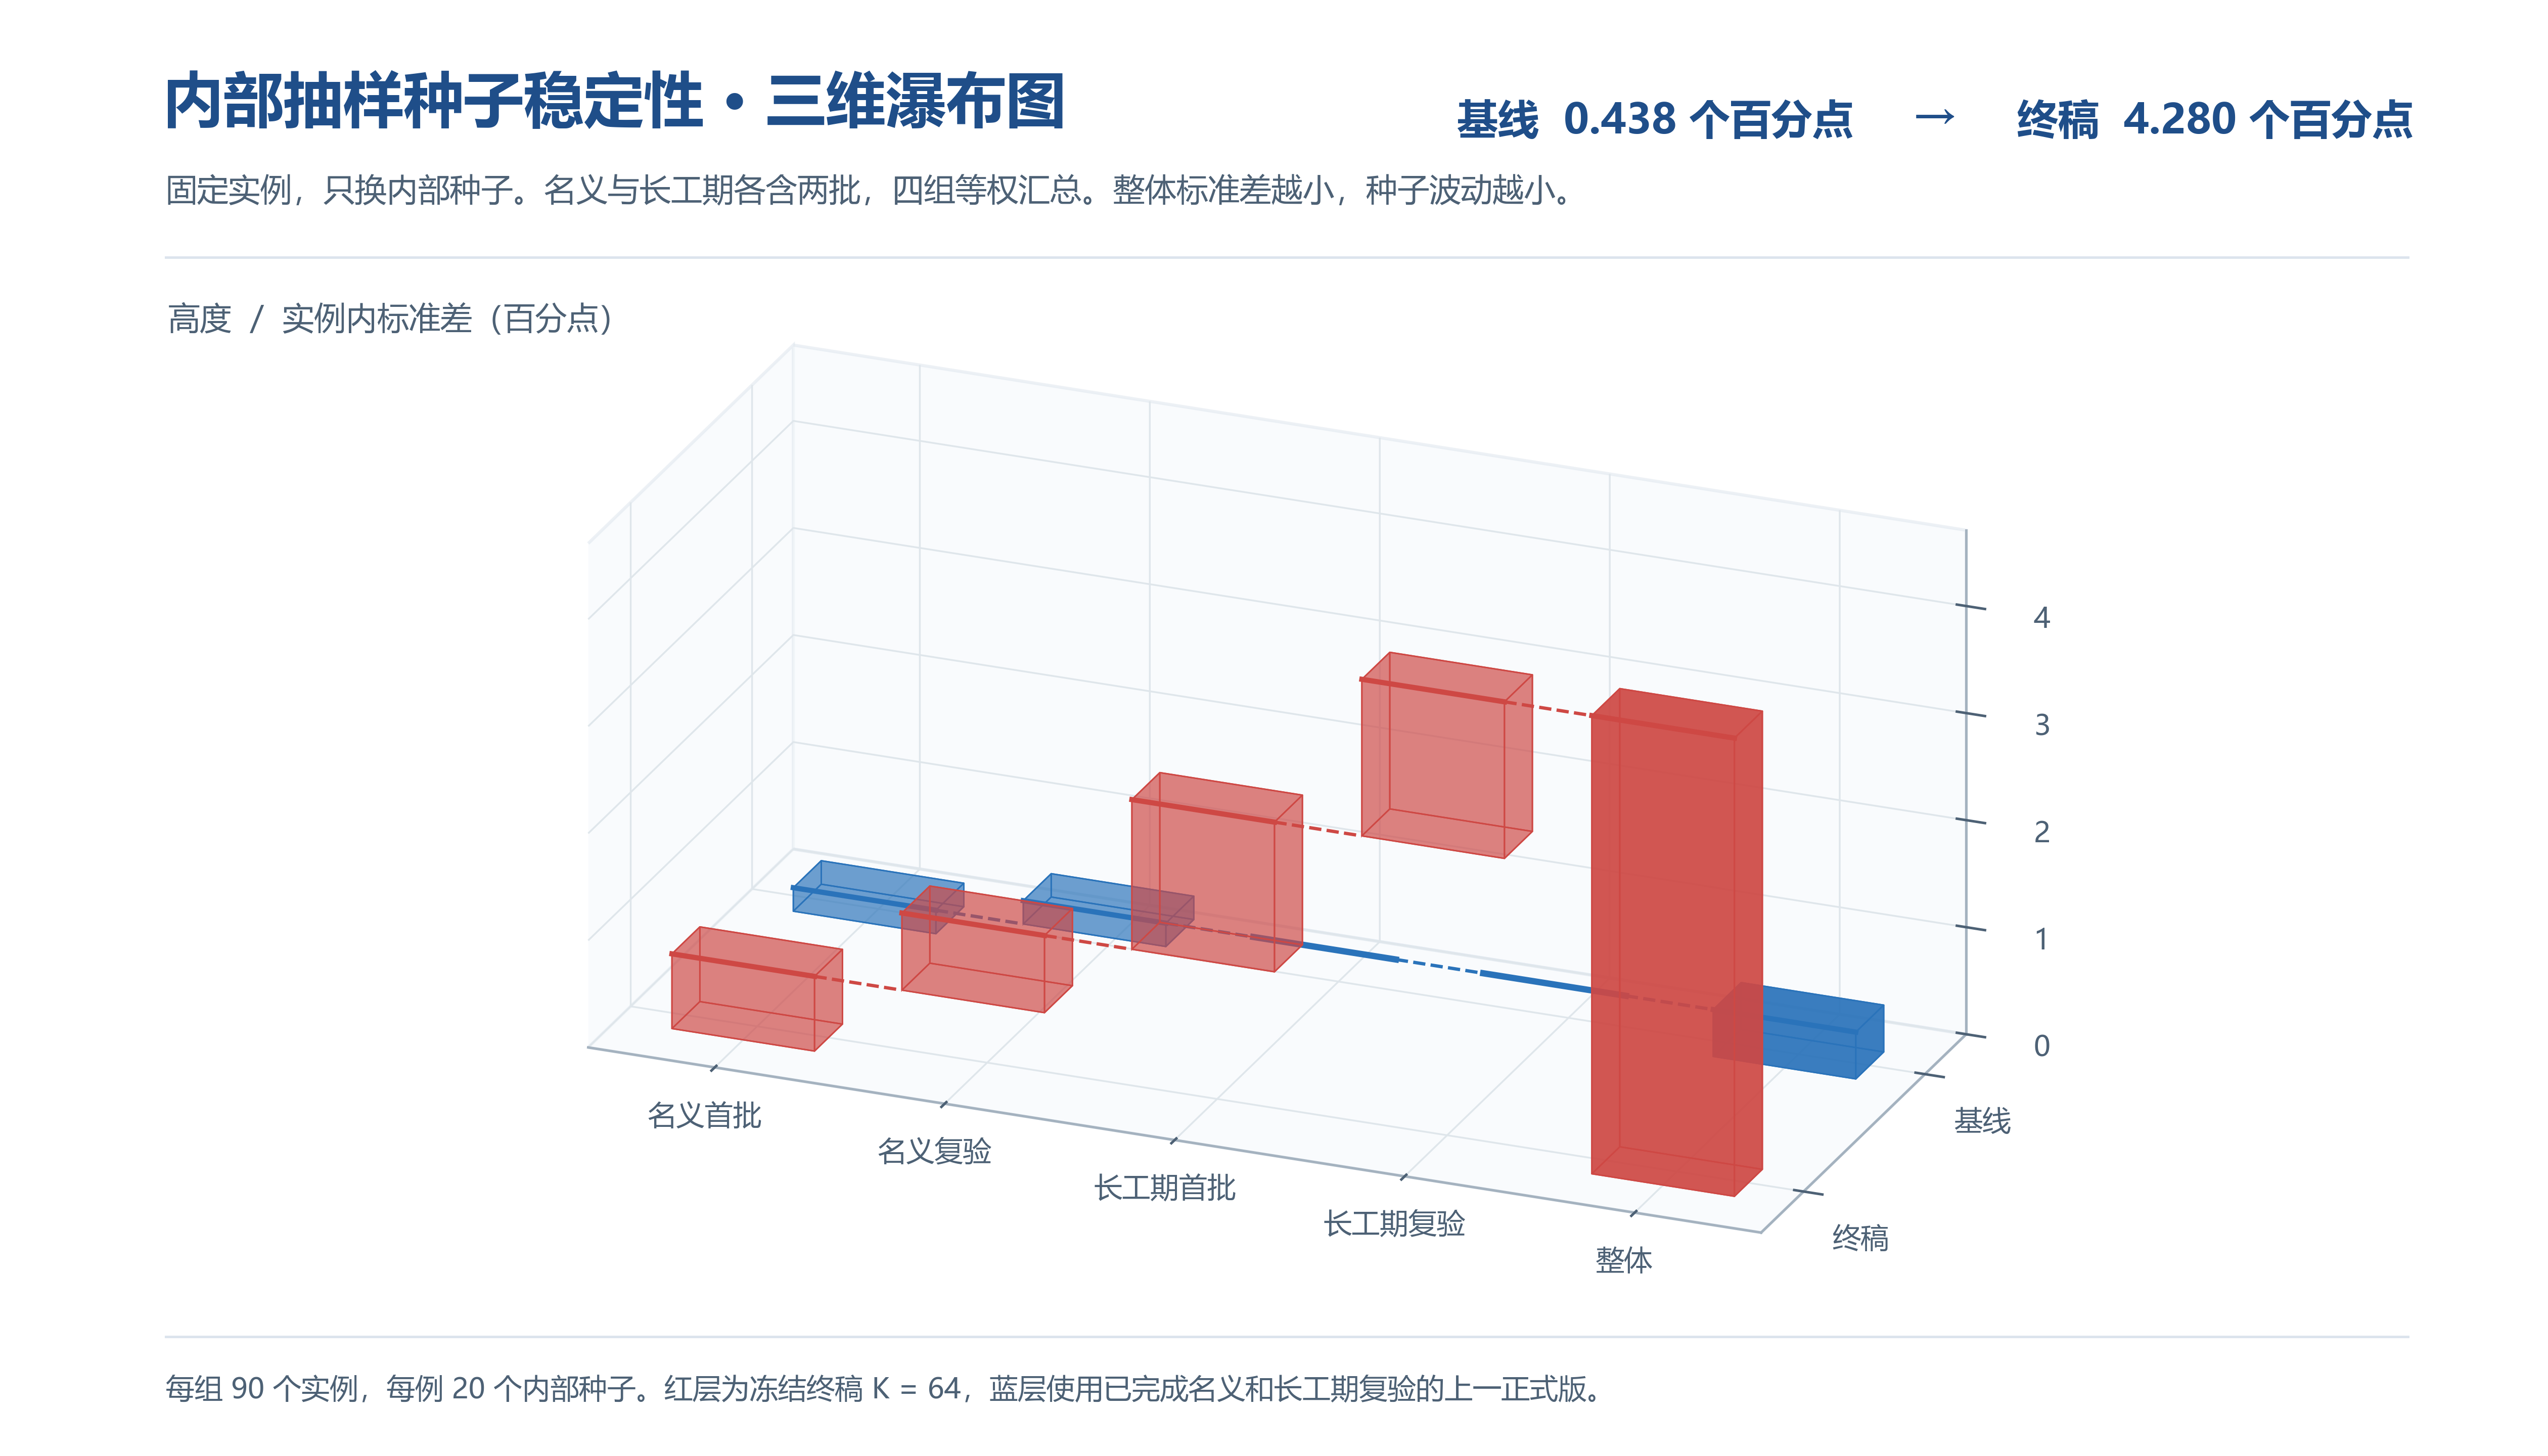 内部抽样种子稳定性·三维瀑布图
基线 0.438 个百分点 → 终稿 4.280 个百分点
固定实例，只换内部种子。名义与长工期各含两批，四组等权汇总。整体标准差越小，种子波动越小。
高度 / 实例内标准差（百分点）
4
3
2
1
0
基线
终稿
名义首批
名义复验
长工期首批
长工期复验
整体
每组 90 个实例，每例 20 个内部种子。红层为冻结终稿 K = 64，蓝层使用已完成名义和长工期复验的上一正式版。